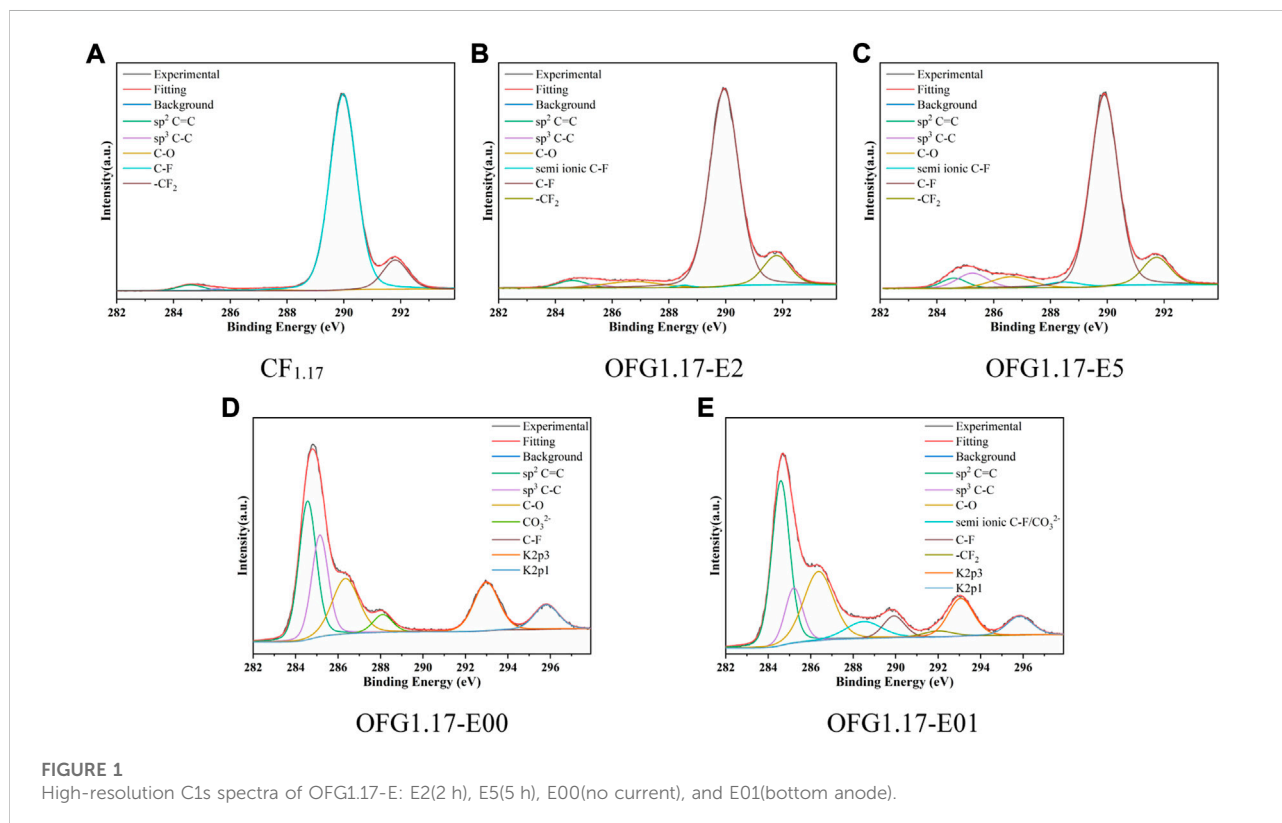 A
Experimental
Fitting
Background
sp² C=C
sp³ C-C
C-O
C-F
-CF₂
Intensity(a.u.)
282 284 286 288 290 292
Binding Energy (eV)
CF₁.₁₇
B
Experimental
Fitting
Background
sp² C=C
sp³ C-C
C-O
semi ionic C-F
C-F
-CF₂
Intensity(a.u.)
282 284 286 288 290 292
Binding Energy (eV)
OFG1.17-E2
C
Experimental
Fitting
Background
sp² C=C
sp³ C-C
C-O
semi ionic C-F
C-F
-CF₂
Intensity(a.u.)
282 284 286 288 290 292
Binding Energy (eV)
OFG1.17-E5
D
Experimental
Fitting
Background
sp² C=C
sp³ C-C
C-O
CO₃²⁻
C-F
K2p3
K2p1
Intensity(a.u.)
282 284 286 288 290 292 294 296
Binding Energy (eV)
OFG1.17-E00
E
Experimental
Fitting
Background
sp² C=C
sp³ C-C
C-O
semi ionic C-F/CO₃²⁻
C-F
-CF₂
K2p3
K2p1
Intensity(a.u.)
282 284 286 288 290 292 294 296
Binding Energy (eV)
OFG1.17-E01
FIGURE 1
High-resolution C1s spectra of OFG1.17-E: E2(2 h), E5(5 h), E00(no current), and E01(bottom anode).